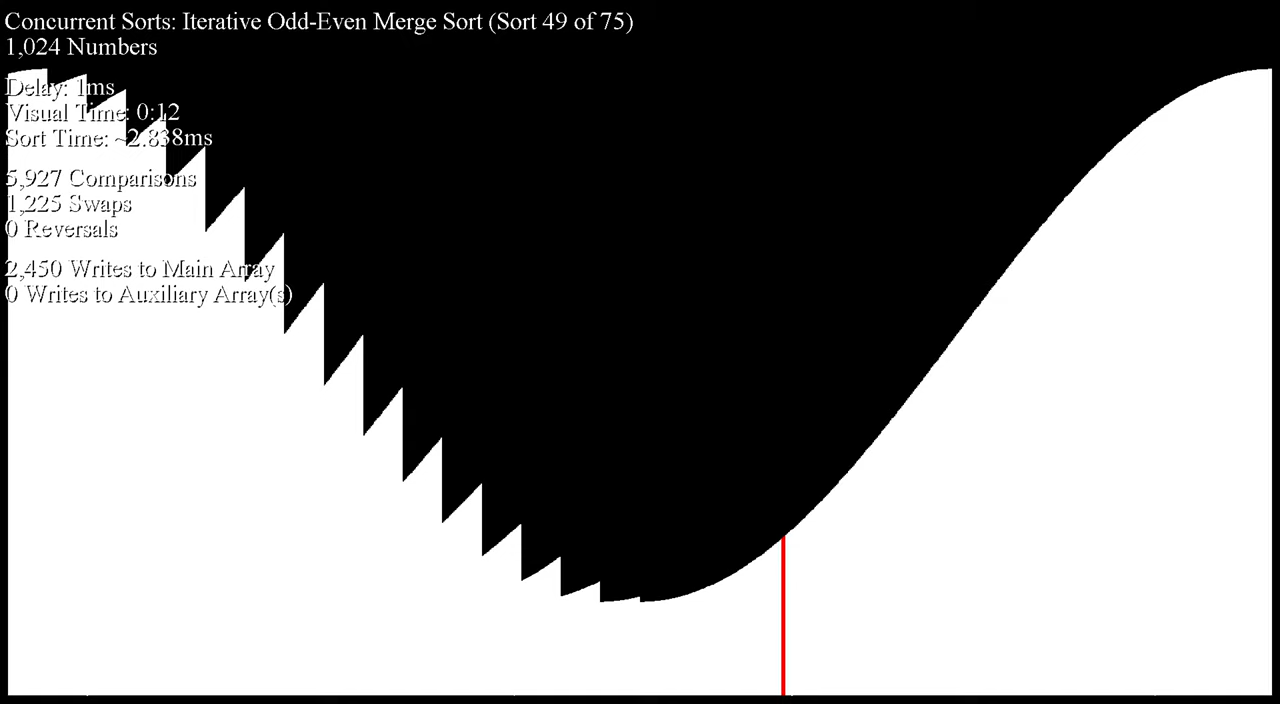 Concurrent Sorts: Iterative Odd-Even Merge Sort (Sort 49 of 75)
1,024 Numbers
Delay: 1ms
Visual Time: 0:12
Sort Time: ~2.838ms
5,927 Comparisons
1,225 Swaps
0 Reversals
2,450 Writes to Main Array
0 Writes to Auxiliary Array(s)